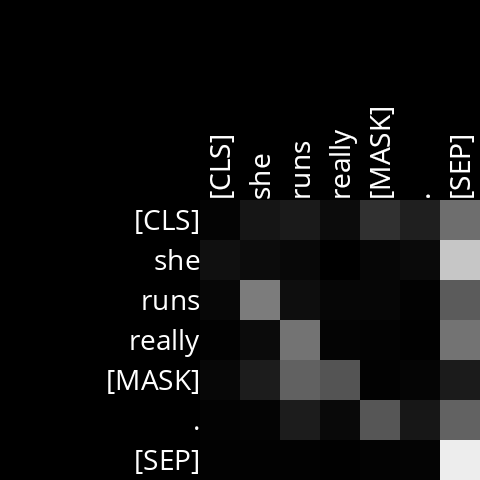 [CLS] she runs really [MASK] . [SEP]
[CLS]
she
runs
really
[MASK]
.
[SEP]